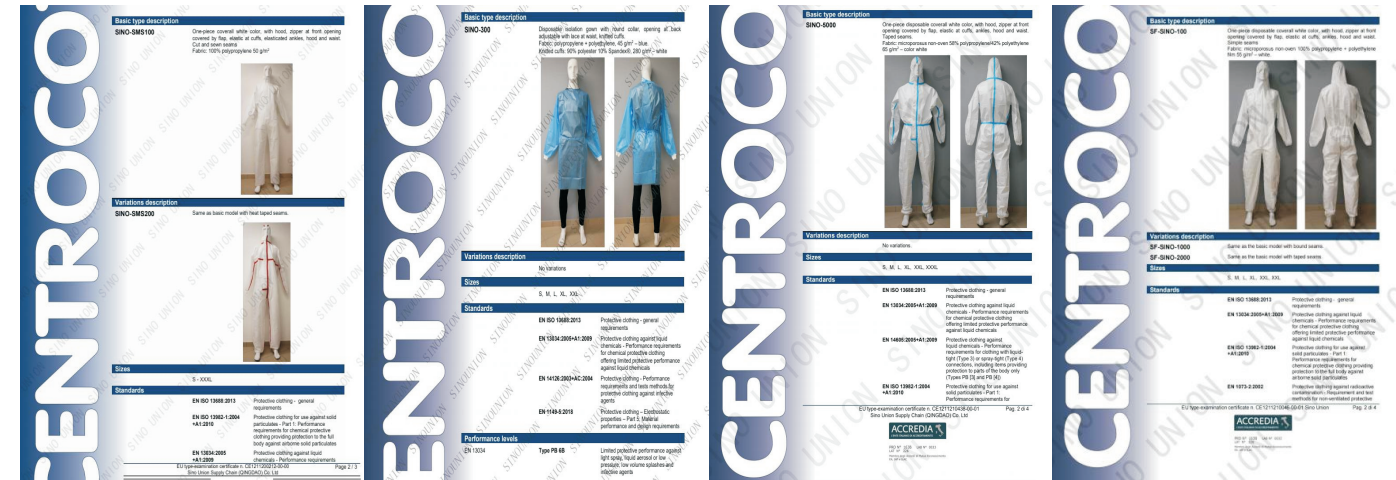 CENTROCO
Basic type description
SINO-SMS100
One-piece coverall white color, with hood, zipper at front
opening covered by flap, elastic at cuffs, elasticated ankles, hood and waist.
Cut and sewn seams
Fabric: 100% polypropylene 50 g/m²
Variations description
SINO-SMS200
Same as basic model with heat taped seams.
Sizes
S - XXXL
Standards
EN ISO 13688:2013
Protective clothing - general
requirements
EN ISO 13982-1:2004
+A1:2010
Protective clothing for use against solid
particulates - Part 1: Performance
requirements for chemical protective
clothing providing protection to the full
body against airborne solid particulates
EN 13034:2005
+A1:2009
Protective clothing against liquid
chemicals - Performance requirements
EU type-examination certificate n. CE1211200212-00-00
Sino Union Supply Chain (QINGDAO) Co. Ltd
Page 2 / 3
CENTROCO
Basic type description
SINO-300
Disposable isolation gown with round collar, opening at back
adjustable with lace at waist, knitted cuffs.
Fabric: polypropylene + polyethylene, 45 g/m² - blue
Knitted cuffs: 90% polyester 10% Spandex®, 280 g/m² - white
Variations description
No variations
Sizes
S, M, L, XL, XXL
Standards
EN ISO 13688:2013
Protective clothing - general
requirements
EN 13034:2005+A1:2009
Protective clothing against liquid
chemicals - Performance requirements
for chemical protective clothing
offering limited protective performance
against liquid chemicals
EN 14126:2003+AC:2004
Protective clothing - Performance
requirements and tests methods for
protective clothing against infective
agents
EN 1149-5:2018
Protective clothing – Electrostatic
properties – Part 5: Material
performance and design requirements
Performance levels
EN 13034
Type PB 6B
Limited protective performance against
light spray, liquid aerosol or low
pressure, low volume splashes and
infective agents
CENTROCO
Basic type description
SINO-5000
One-piece disposable coverall white color, with hood, zipper at front
opening covered by flap, elastic at cuffs, ankles, hood and waist.
Taped seams.
Fabric: microporous non-oven 58% polypropylene/42% polyethylene
65 g/m² - color white
Variations description
No variations.
Sizes
S, M, L, XL, XXL, XXXL
Standards
EN ISO 13688:2013
Protective clothing - general
requirements
EN 13034:2005+A1:2009
Protective clothing against liquid
chemicals - Performance requirements
for chemical protective clothing
offering limited protective performance
against liquid chemicals
EN 14605:2005+A1:2009
Protective clothing against
liquid chemicals - Performance
requirements for clothing with liquid-
tight (Type 3) or spray-tight (Type 4)
connections, including items providing
protection to parts of the body only
(Types PB [3] and PB [4])
EN ISO 13982-1:2004
+A1:2010
Protective clothing for use against
solid particulates - Part 1:
Performance requirements for
EU type-examination certificate n. CE1211210438-00-01
Sino Union Supply Chain (QINGDAO) Co. Ltd
Pag. 2 di 4
ACCREDIA
CENTROCO
Basic type description
SF-SINO-100
One-piece disposable coverall white color, with hood, zipper at front
opening covered by flap, elastic at cuffs, ankles, hood and waist.
Simple seams
Fabric: microporous non-oven 100% polypropylene + polyethylene
film 55 g/m² - white.
Variations description
SF-SINO-1000
Same as the basic model with bound seams.
SF-SINO-2000
Same as the basic model with taped seams.
Sizes
S, M, L, XL, XXL, XXL
Standards
EN ISO 13688:2013
Protective clothing - general
requirements
EN 13034:2005+A1:2009
Protective clothing against liquid
chemicals - Performance requirements
for chemical protective clothing
offering limited protective performance
against liquid chemicals
EN ISO 13982-1:2004
+A1:2010
Protective clothing for use against
solid particulates - Part 1:
Performance requirements for
chemical protective clothing providing
protection to the full body against
airborne solid particulates
EN 1073-2:2002
Protective clothing against radioactive
contamination - Requirement and test
methods for non-ventilated protective
EU type-examination certificate n. Sino Union
Pag. 2 di 4
ACCREDIA